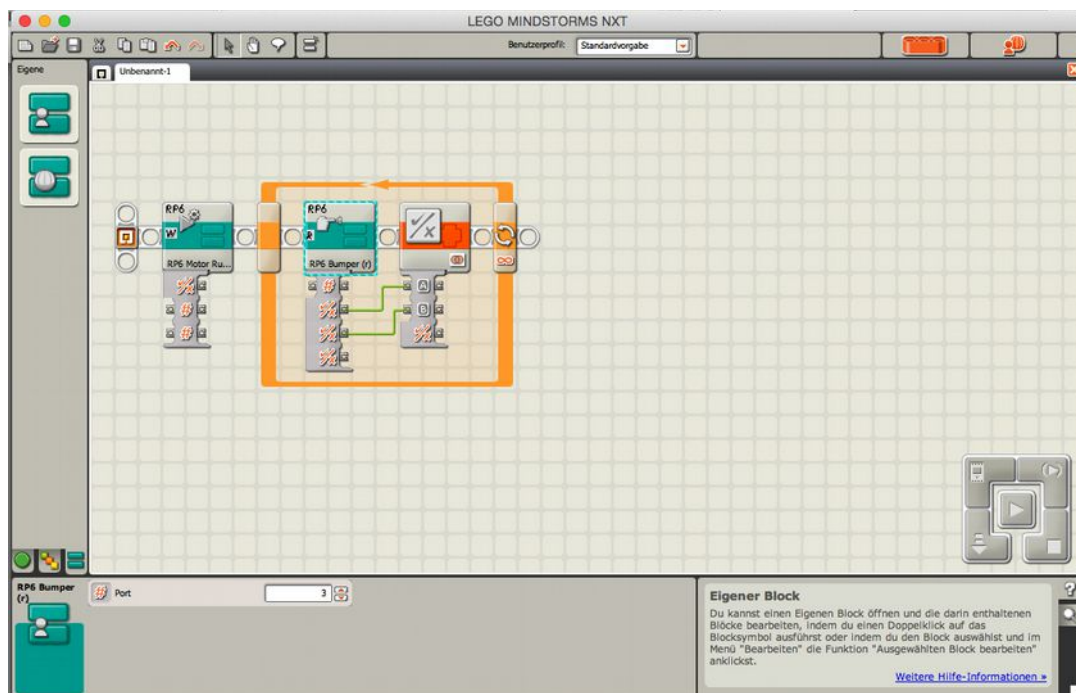 LEGO MINDSTORMS NXT
Benutzerprofil: Standardvorgabe
Eigene
Unbenannt-1
RP6
W
RP6 Motor Ru...
RP6
R
RP6 Bumper (r)
A
B
RP6 Bumper
(r)
Port 3
Eigener Block
Du kannst einen Eigenen Block öffnen und die darin enthaltenen
Blöcke bearbeiten, indem du einen Doppelklick auf das
Blocksymbol ausführst oder indem du den Block auswählst und im
Menü "Bearbeiten" die Funktion "Ausgewählten Block bearbeiten"
anklickst.
Weitere Hilfe-Informationen »